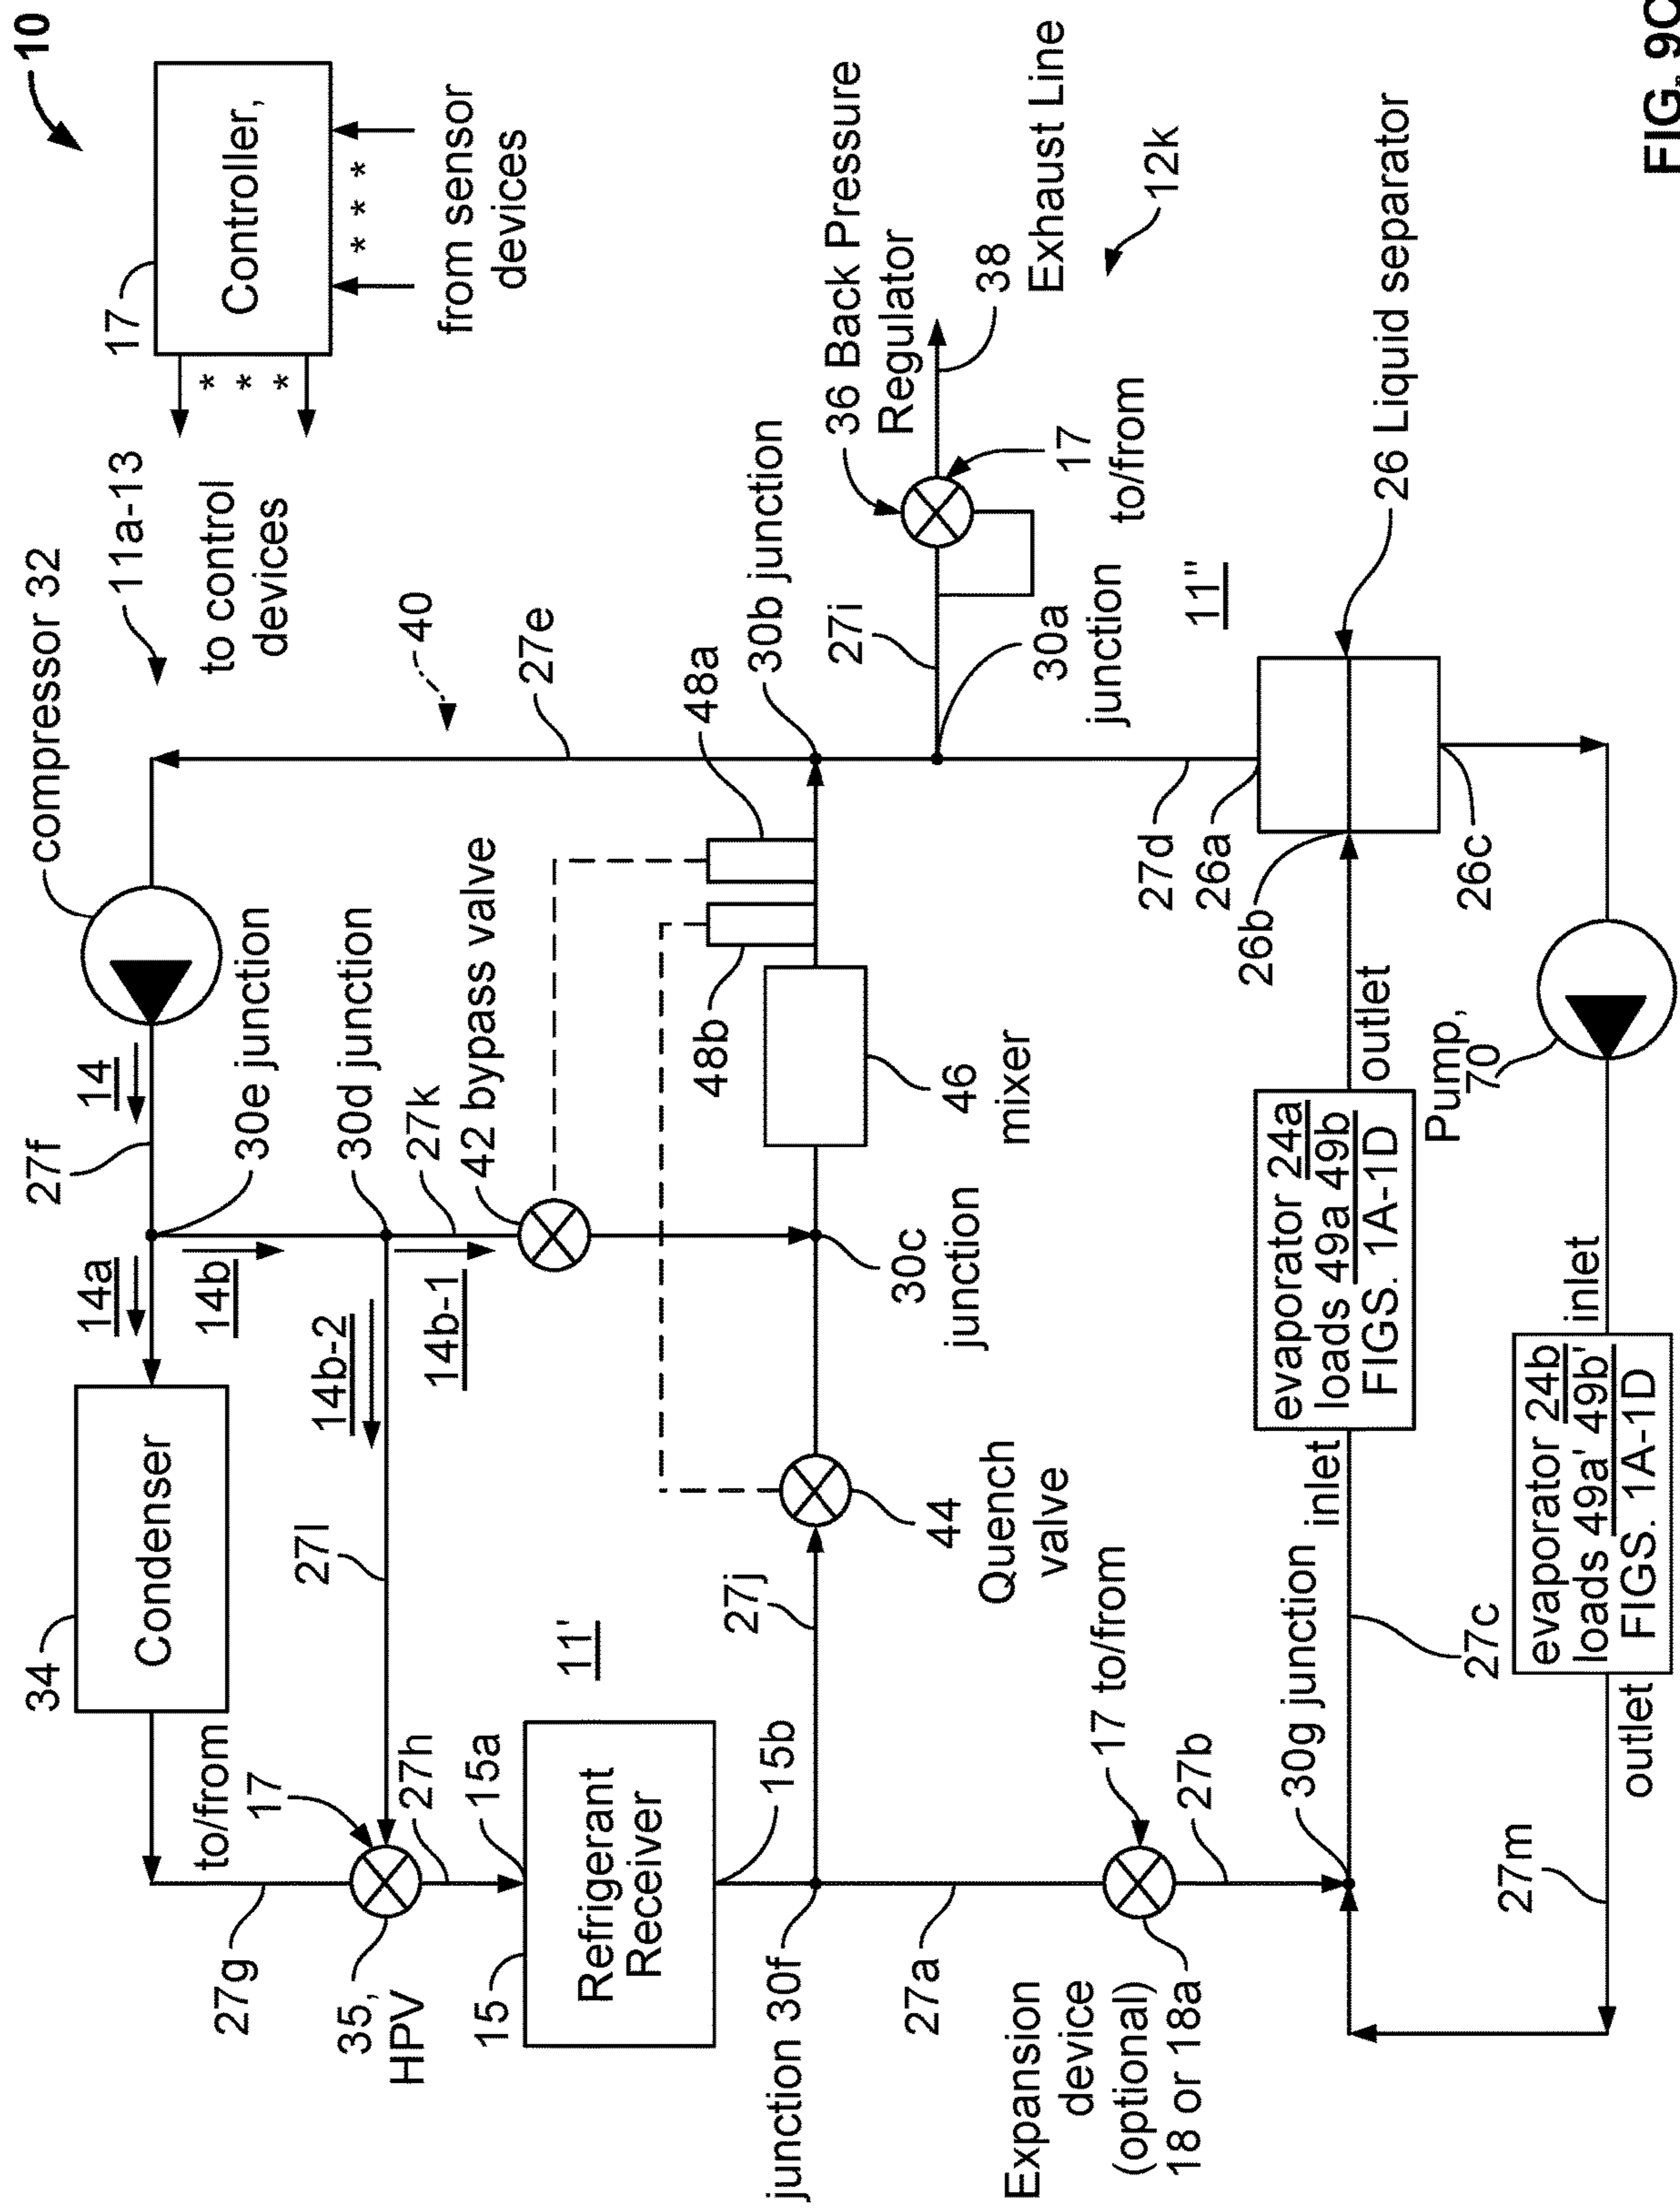 10
17
Controller,
from sensor
devices
* * *
*
*
*
to control
devices
11a-13
compressor 32
40
27e
14
27f
30e junction
30d junction
14a
14b
27k
42 bypass valve
14b-1
14b-2
34
Condenser
27l
to/from
17
27g
35,
HPV
27h
15a
15
Refrigerant
Receiver
11'
15b
junction 30f
27j
44
Quench
valve
30c
junction
46
mixer
48b
48a
30b junction
36 Back Pressure
Regulator
38
Exhaust Line
17
to/from
27i
30a
junction
12k
11"
27d
26a
26b
26c
26 Liquid separator
27a
Expansion
device
(optional)
18 or 18a
17 to/from
27b
30g junction
27c
inlet
evaporator 24a
loads 49a 49b
FIGS. 1A-1D
outlet
Pump,
70
inlet
evaporator 24b
loads 49a' 49b'
FIGS. 1A-1D
outlet
27m
FIG. 9C